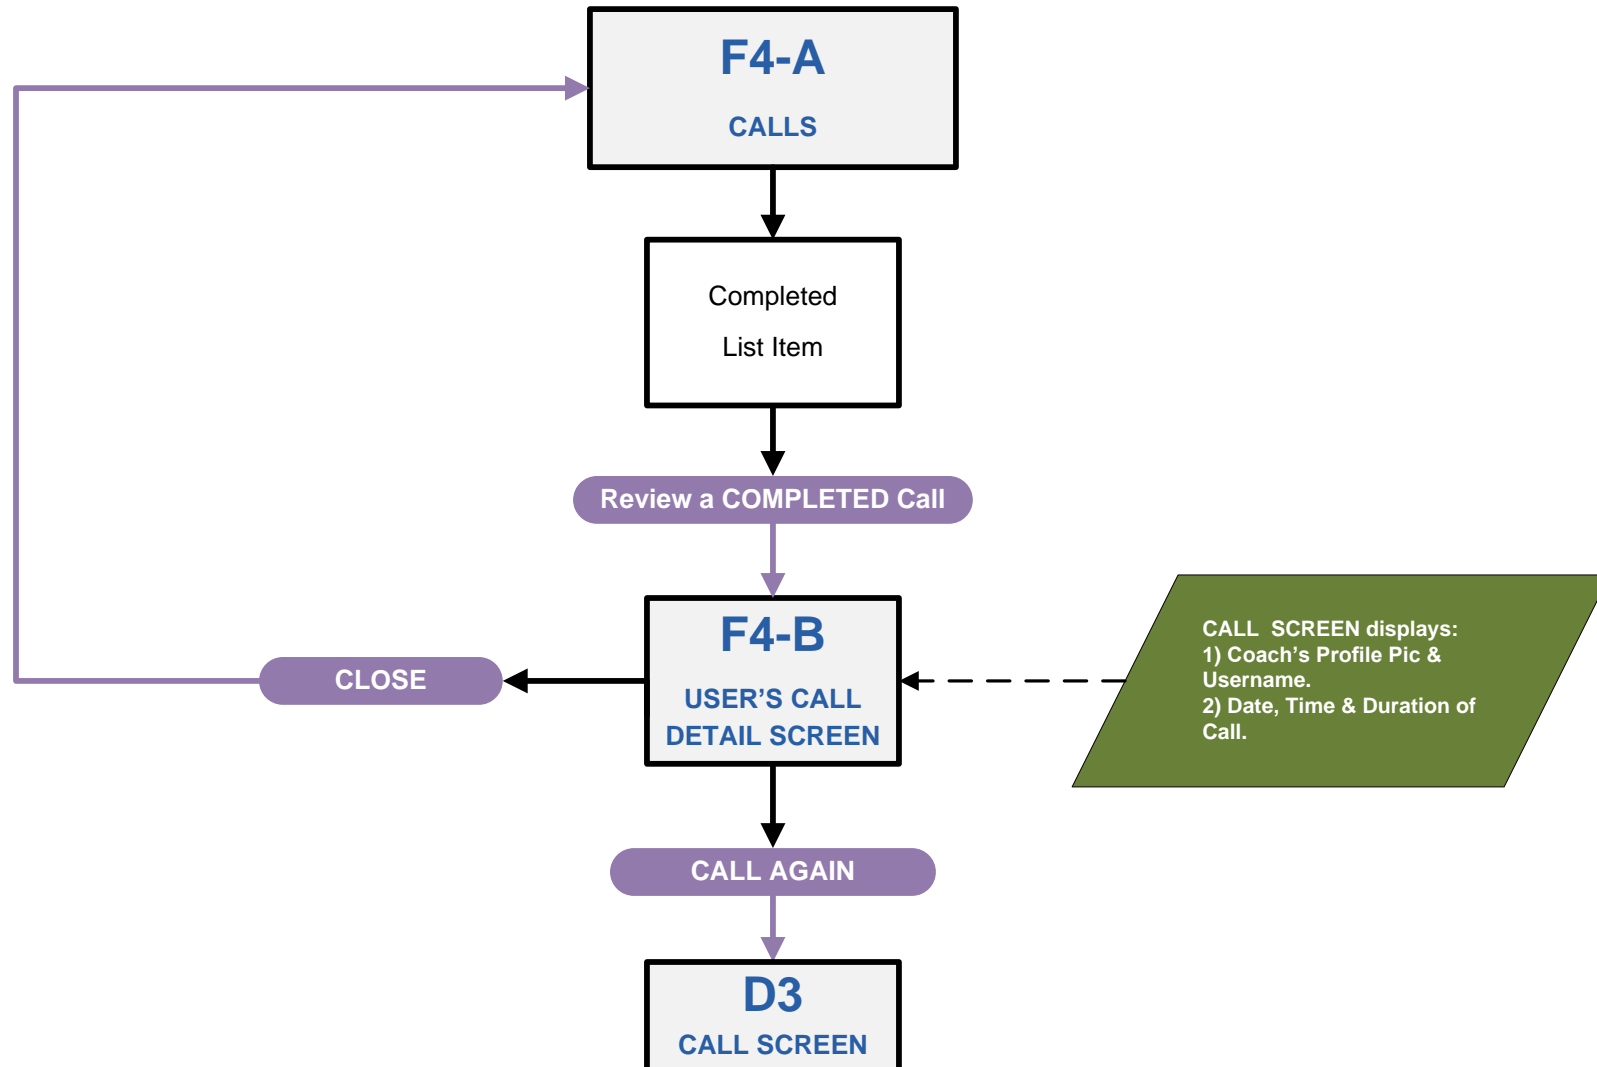 F4-A
CALLS
Completed
List Item
Review a COMPLETED Call
F4-B
USER'S CALL
DETAIL SCREEN
CLOSE
CALL  SCREEN displays:
1) Coach’s Profile Pic &
Username.
2) Date, Time & Duration of
Call.
CALL AGAIN
D3
CALL SCREEN